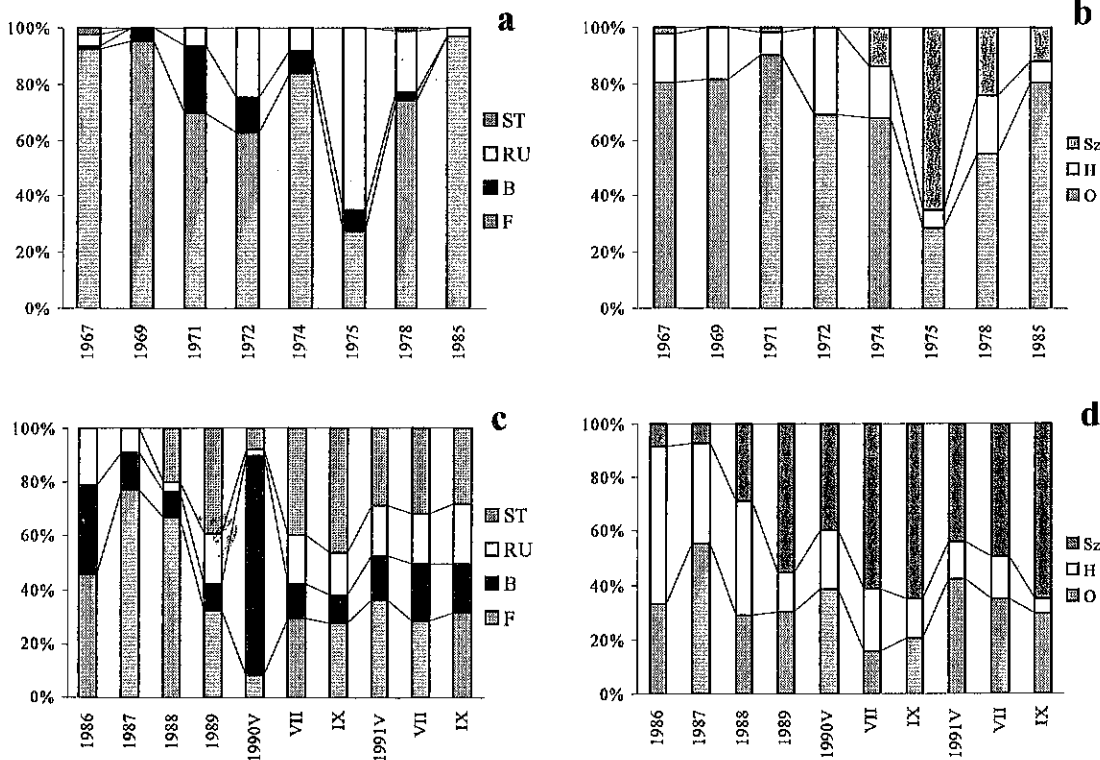 a
100%
80%
60%
40%
20%
0%
1967
1969
1971
1972
1974
1975
1978
1985
ST
RU
B
F
b
100%
80%
60%
40%
20%
0%
1967
1969
1971
1972
1974
1975
1978
1985
Sz
H
O
c
100%
80%
60%
40%
20%
0%
1986
1987
1988
1989
1990V
VII
IX
1991V
VII
IX
ST
RU
B
F
d
100%
80%
60%
40%
20%
0%
1986
1987
1988
1989
1990V
VII
IX
1991V
VII
IX
Sz
H
O